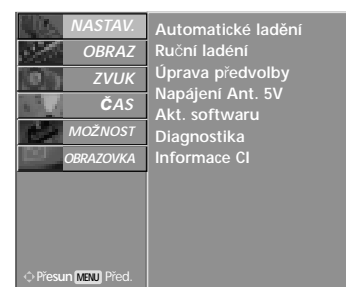 NASTAV.
OBRAZ
ZVUK
ČAS
MOŽNOST
OBRAZOVKA
Automatické ladění
Ruční ladéní
Úprava předvolby
Napájení Ant. 5V
Akt. softwaru
Diagnostika
Informace CI
Přesun MENU Před.